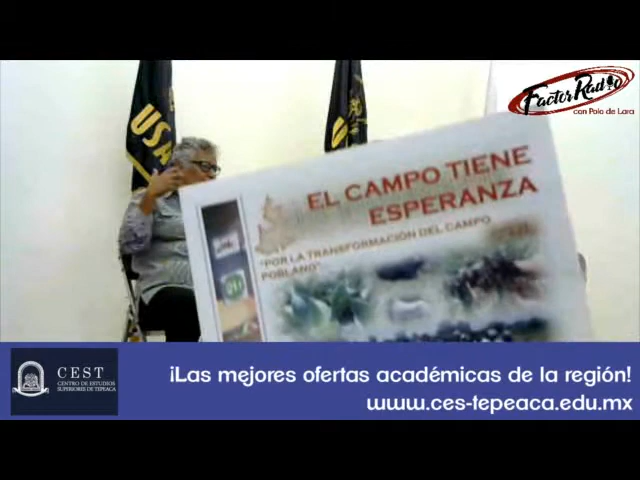 Factor Radio
con Polo de Lara
USA
EL CAMPO TIENE
ESPERANZA
"POR LA TRANSFORMACIÓN DEL CAMPO
POBLANO"
CEST
CENTRO DE ESTUDIOS
SUPERIORES DE TEPEACA
¡Las mejores ofertas académicas de la región!
www.ces-tepeaca.edu.mx